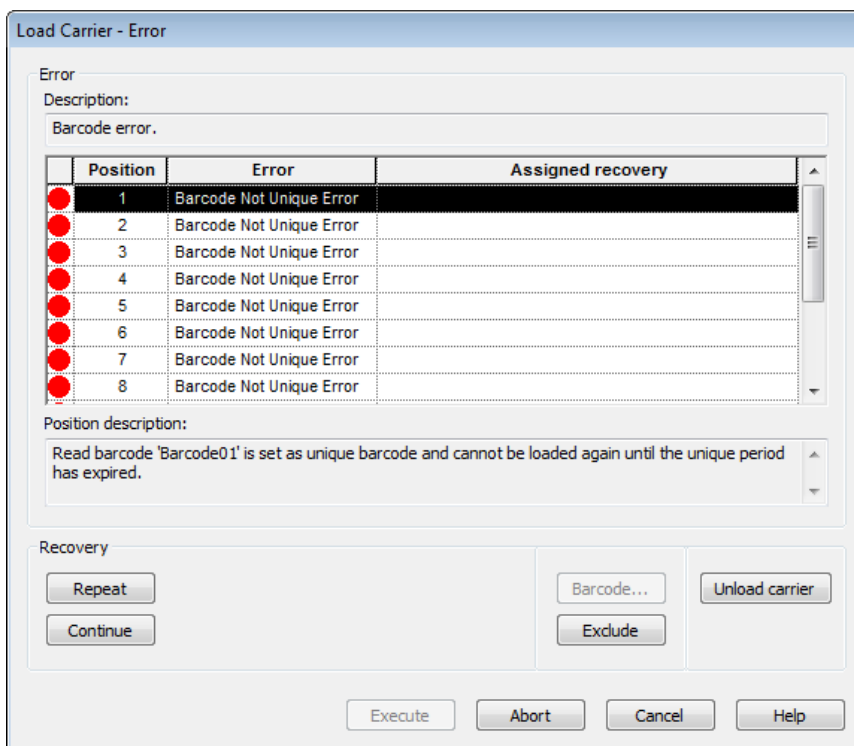 Load Carrier - Error
Error
Description:
Barcode error.
Position Error Assigned recovery
1 Barcode Not Unique Error
2 Barcode Not Unique Error
3 Barcode Not Unique Error
4 Barcode Not Unique Error
5 Barcode Not Unique Error
6 Barcode Not Unique Error
7 Barcode Not Unique Error
8 Barcode Not Unique Error
Position description:
Read barcode 'Barcode01' is set as unique barcode and cannot be loaded again until the unique period
has expired.
Recovery
Repeat Barcode... Unload carrier
Continue Exclude
Execute Abort Cancel Help